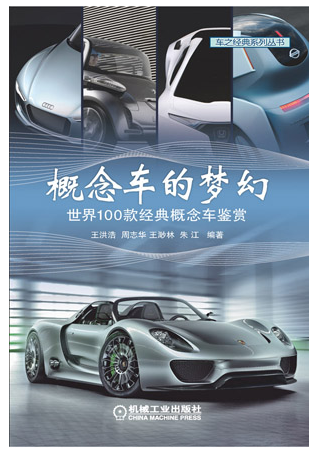 车之经典系列丛书
概念车的梦幻
世界100款经典概念车鉴赏
王洪浩 周志华 王渺林 朱江 编著
机械工业出版社
CHINA MACHINE PRESS